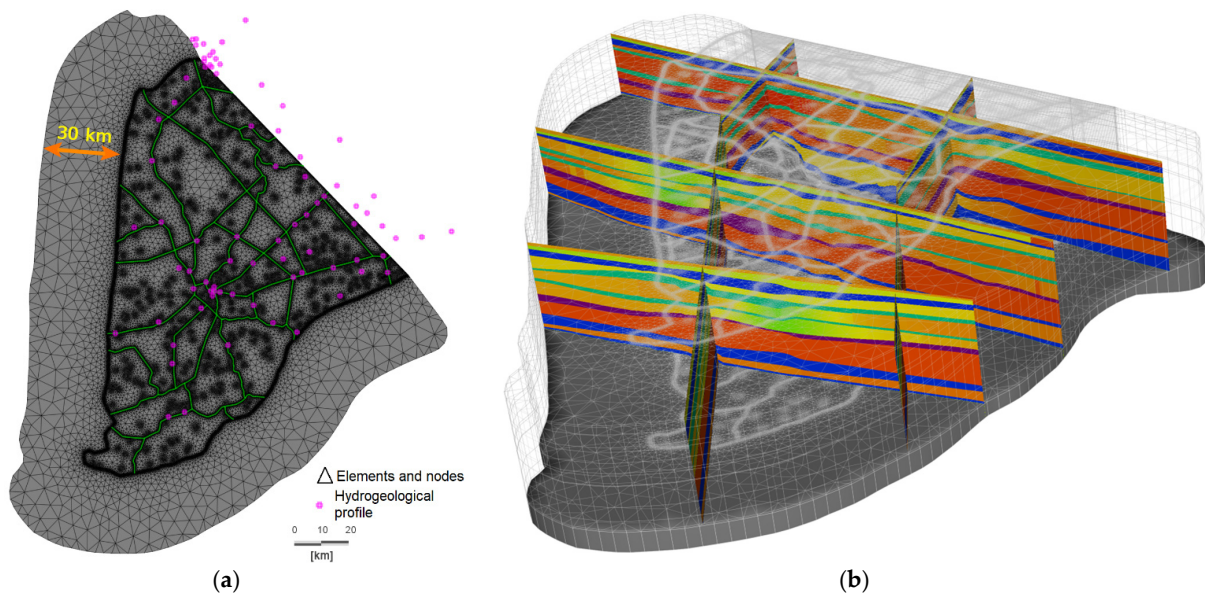 30 km
Elements and nodes
Hydrogeological
profile
0 10 20
[km]
(a)
(b)